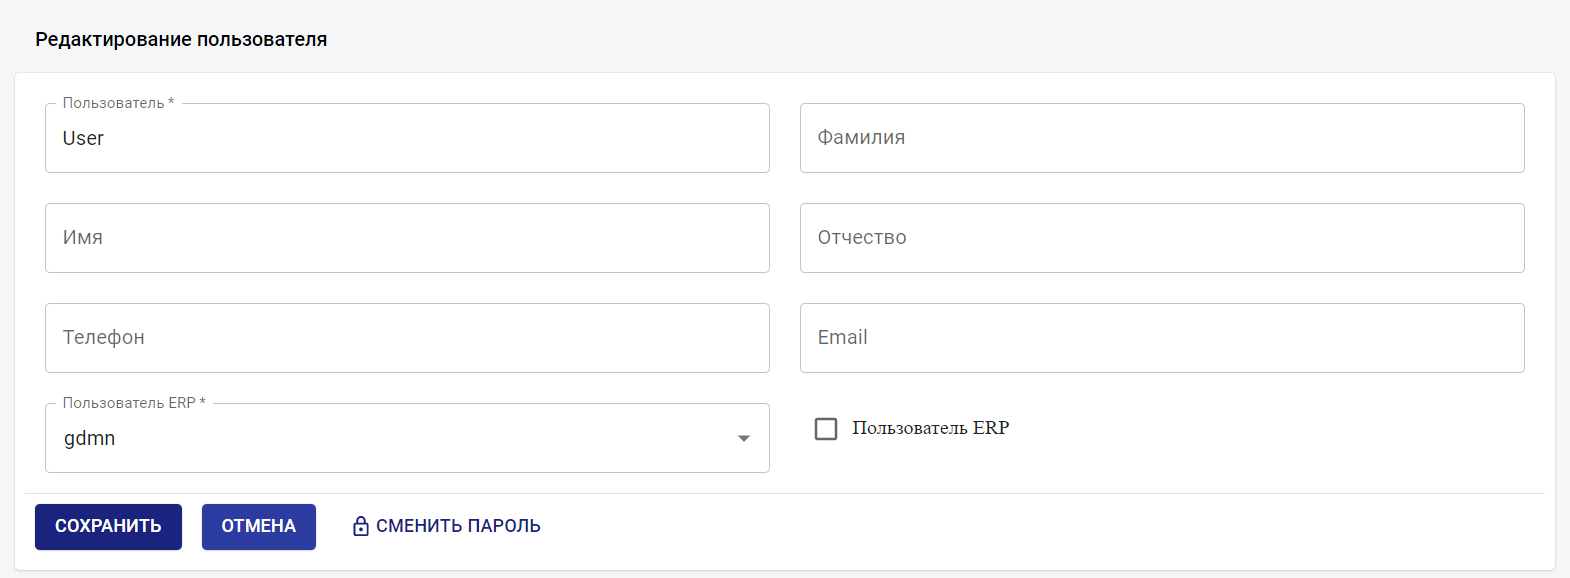 Редактирование пользователя
Пользователь *
User
Фамилия
Имя
Отчество
Телефон
Email
Пользователь ERP *
gdmn
Пользователь ERP
СОХРАНИТЬ
ОТМЕНА
СМЕНИТЬ ПАРОЛЬ